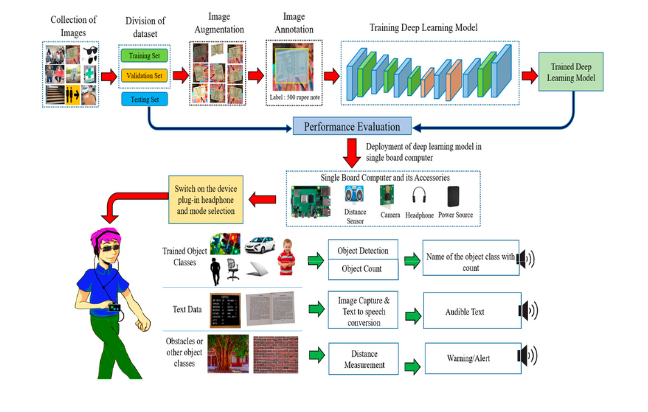 Collection of
Images
Division of
dataset
Image
Augmentation
Image
Annotation
Training Deep Learning Model
Training Set
Validation Set
Testing Set
Label : 500 rupee note
Trained Deep
Learning Model
Performance Evaluation
Deployment of deep learning model in
single board computer
Single Board Computer and its Accessories
Distance
Sensor
Camera
Headphone
Power Source
Switch on the device
plug-in headphone
and mode selection
Trained Object
Classes
Object Detection
Object Count
Name of the object class with
count
Text Data
Image Capture &
Text to speech
conversion
Audible Text
Obstacles or
other object
classes
Distance
Measurement
Warning/Alert